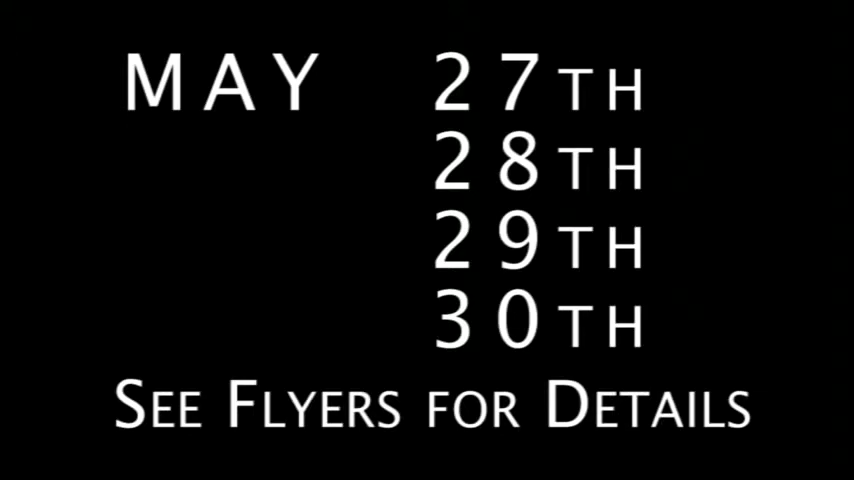 MAY 27TH
28TH
29TH
30TH
SEE FLYERS FOR DETAILS